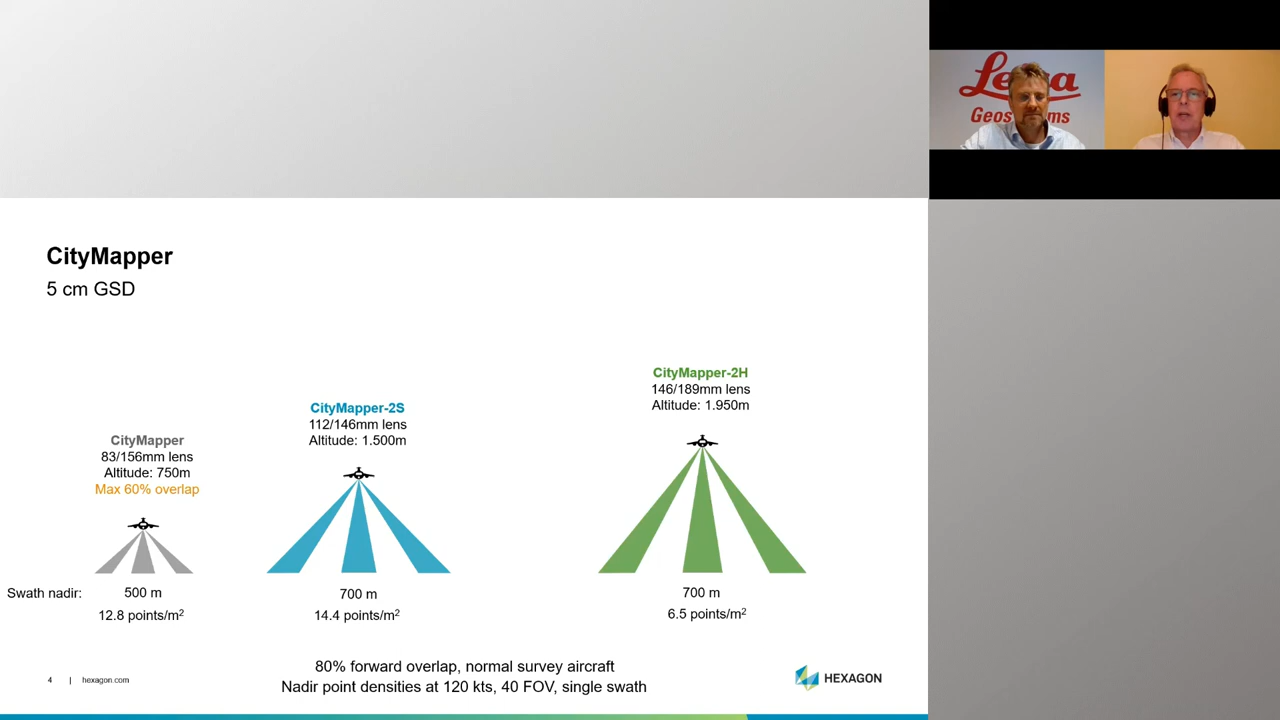 Leica
Geosystems
CityMapper
5 cm GSD
CityMapper
83/156mm lens
Altitude: 750m
Max 60% overlap
CityMapper-2S
112/146mm lens
Altitude: 1.500m
CityMapper-2H
146/189mm lens
Altitude: 1.950m
Swath nadir: 500 m 700 m 700 m
12.8 points/m² 14.4 points/m² 6.5 points/m²
80% forward overlap, normal survey aircraft
Nadir point densities at 120 kts, 40 FOV, single swath
4 | hexagon.com
HEXAGON